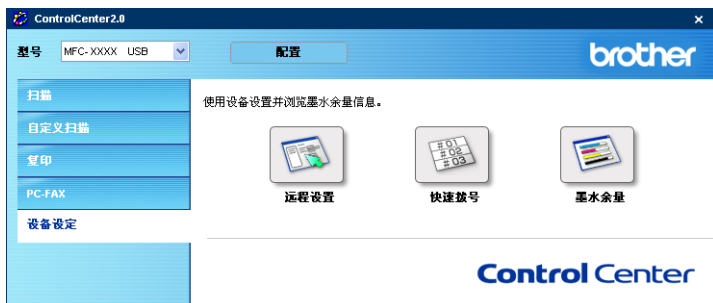 ControlCenter2.0
型号 MFC-XXXX USB 配置 brother
扫描
自定义扫描
复印
PC-FAX
设备设定
使用设备设置并浏览墨水余量信息。
#01
#02
#03
远程设置 快速拨号 墨水余量
Control Center